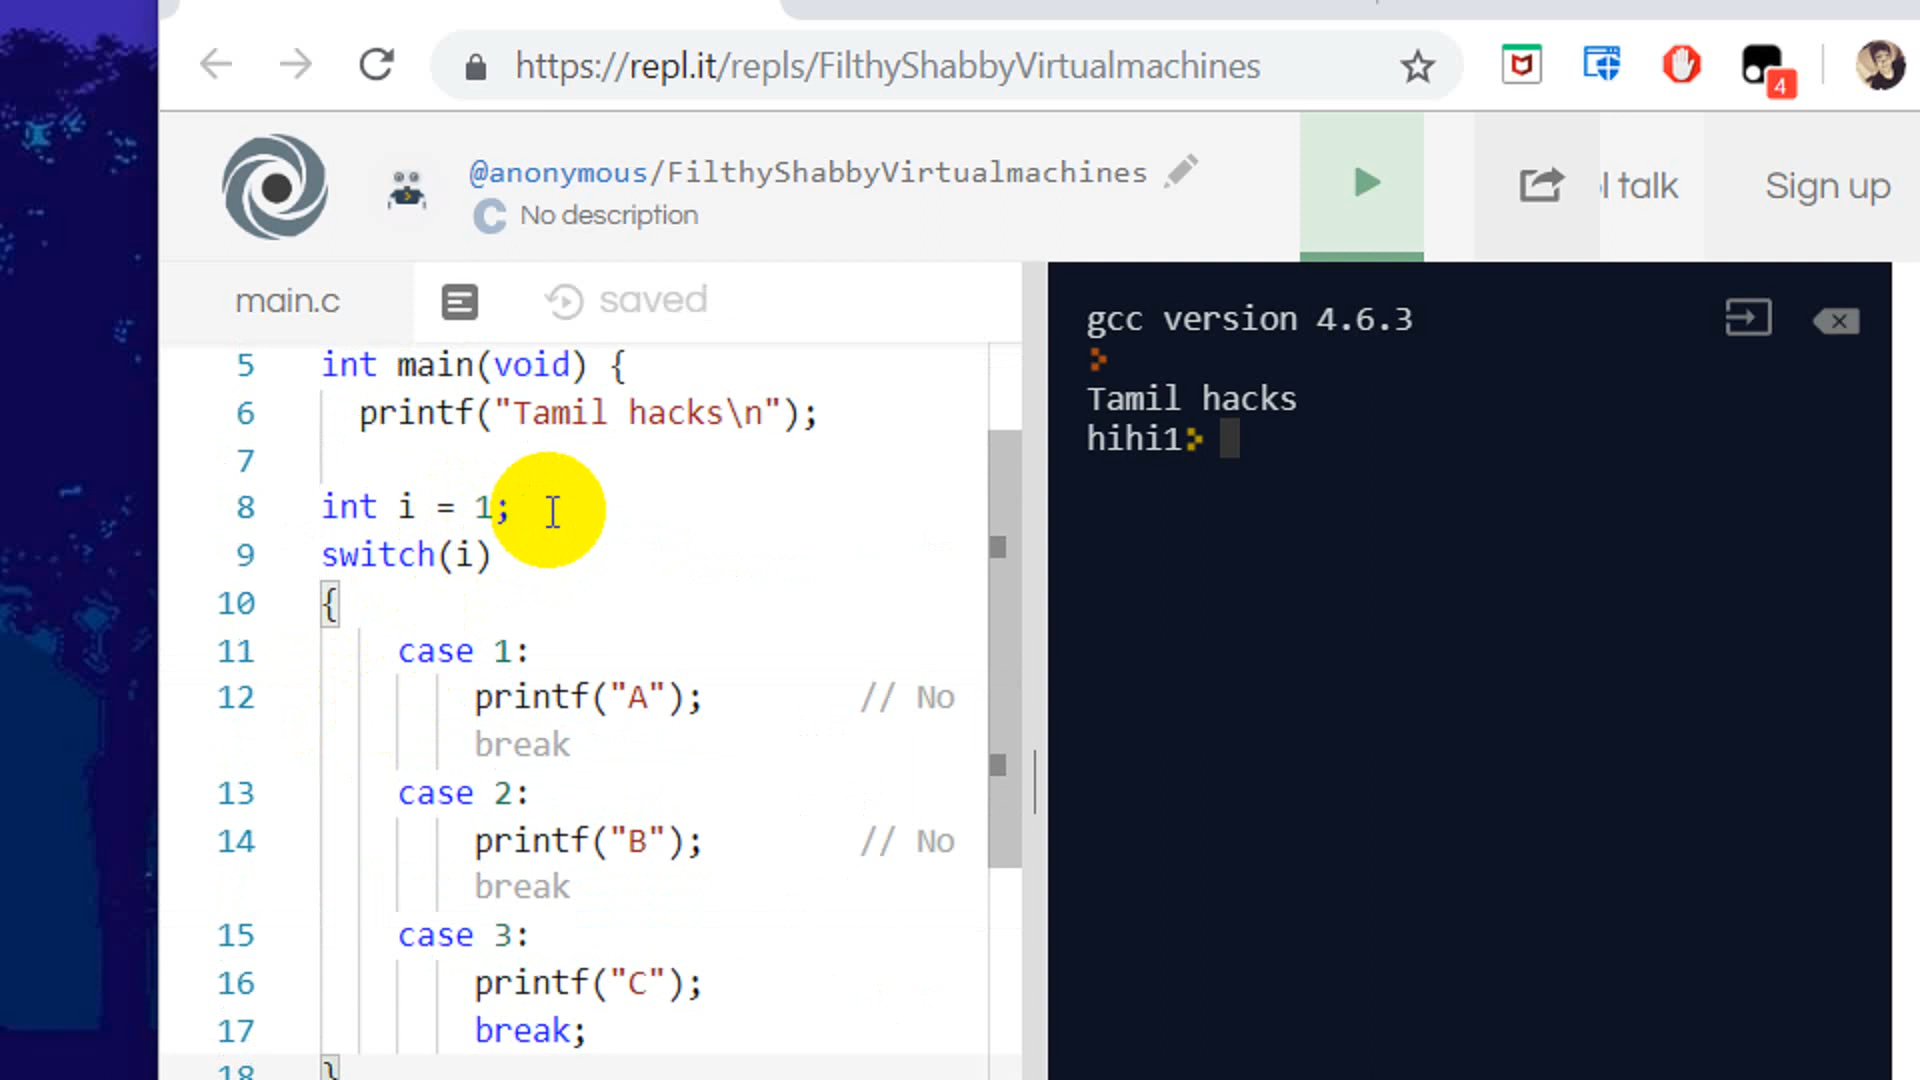 https://repl.it/repls/FilthyShabbyVirtualmachines
4
@anonymous/FilthyShabbyVirtualmachines
No description
l talk
Sign up
main.c
saved
5 int main(void) {
6 printf("Tamil hacks\n");
7
8 int i = 1;
9 switch(i)
10 {
11 case 1:
12 printf("A"); // No
break
13 case 2:
14 printf("B"); // No
break
15 case 3:
16 printf("C");
17 break;
18 }
gcc version 4.6.3
Tamil hacks
hihi1